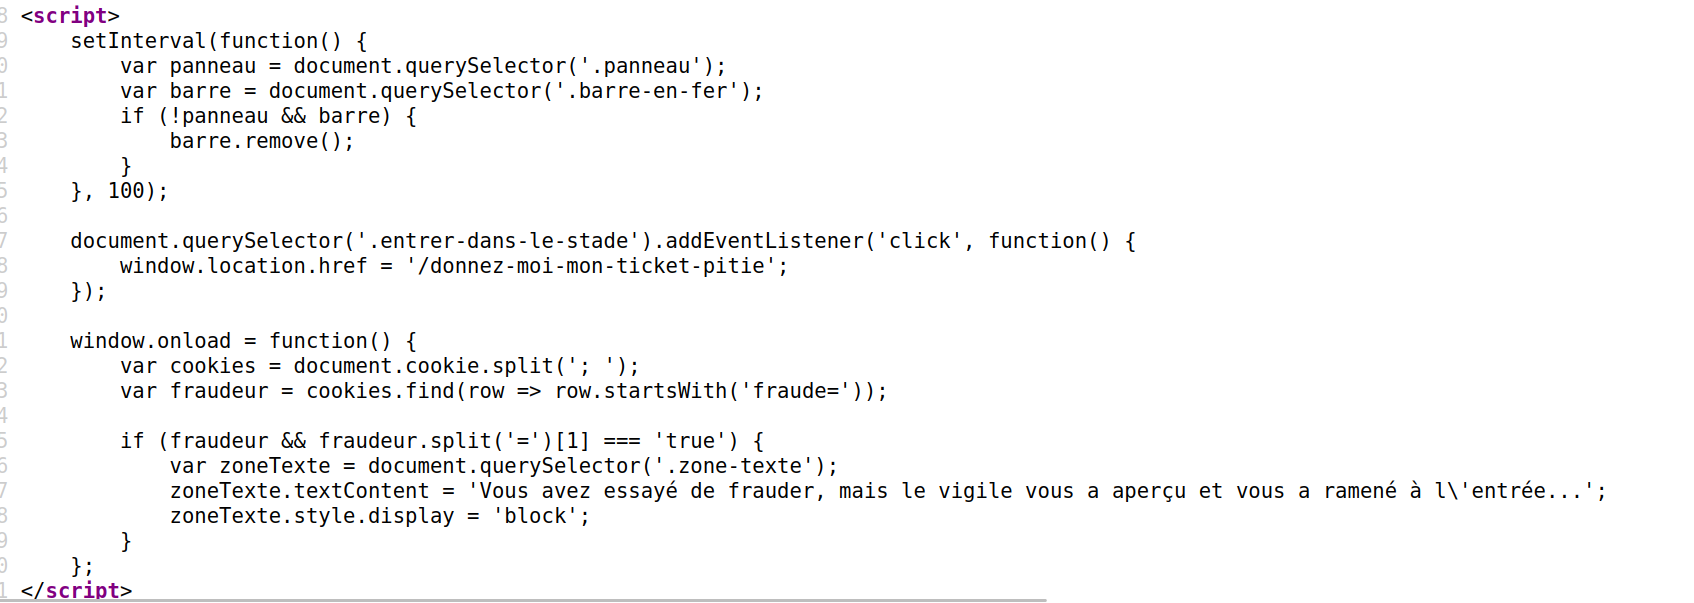 8 <script>
9 setInterval(function() {
0 var panneau = document.querySelector('.panneau');
1 var barre = document.querySelector('.barre-en-fer');
2 if (!panneau && barre) {
3 barre.remove();
4 }
5 }, 100);
6
7 document.querySelector('.entrer-dans-le-stade').addEventListener('click', function() {
8 window.location.href = '/donnez-moi-mon-ticket-pitie';
9 });
0
1 window.onload = function() {
2 var cookies = document.cookie.split('; ');
3 var fraudeur = cookies.find(row => row.startsWith('fraude='));
4
5 if (fraudeur && fraudeur.split('=')[1] === 'true') {
6 var zoneTexte = document.querySelector('.zone-texte');
7 zoneTexte.textContent = 'Vous avez essayé de frauder, mais le vigile vous a aperçu et vous a ramené à l\'entrée...';
8 zoneTexte.style.display = 'block';
9 }
0 };
1 </script>